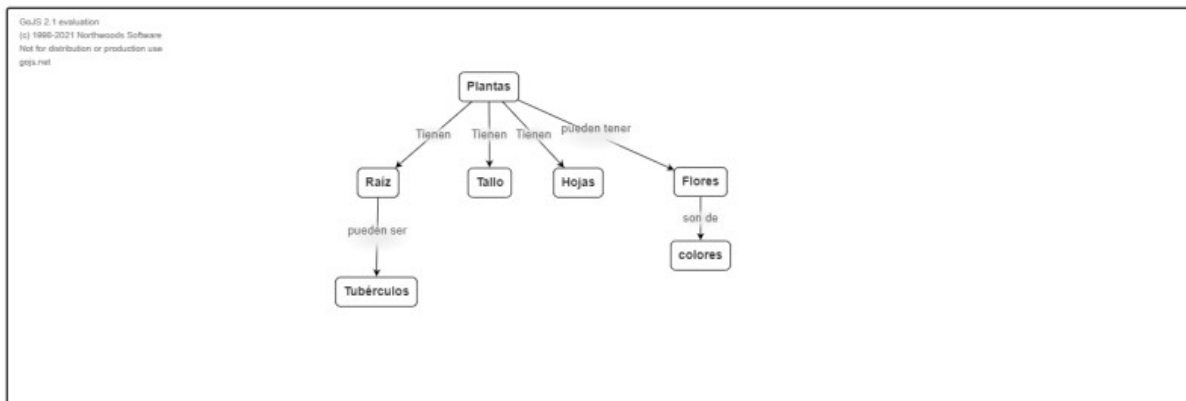 GoJS 2.1 evaluation
(c) 1998-2021 Northwoods Software
Not for distribution or production use
gojs.net
Plantas
Tienen
Tienen
Tienen
pueden tener
Raíz
Tallo
Hojas
Flores
pueden ser
son de
colores
Tubérculos